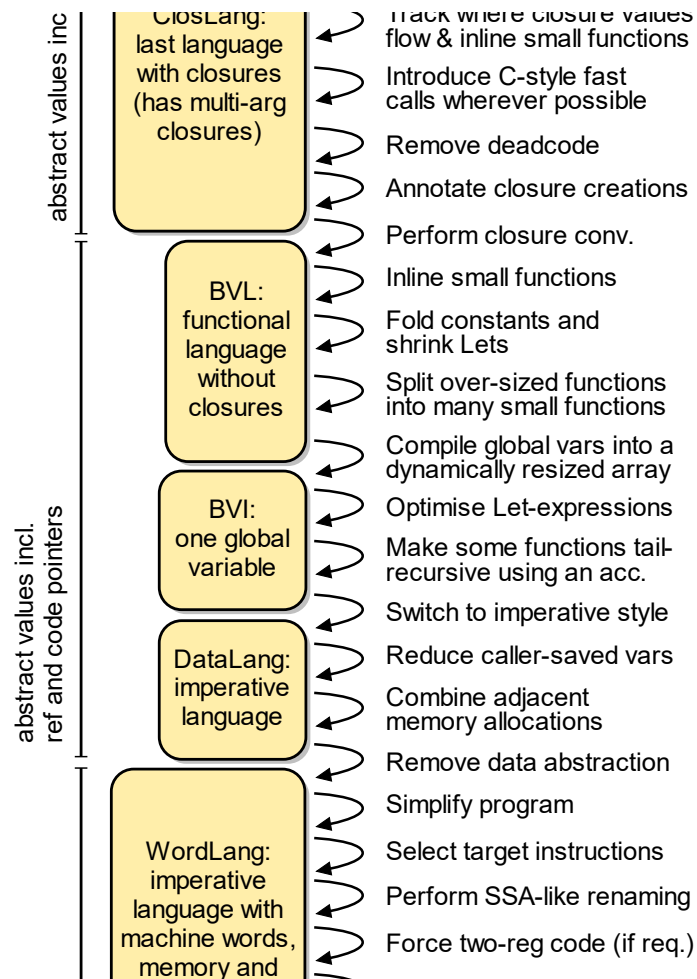 abstract values inc
ClosLang:
last language
with closures
(has multi-arg
closures)
Track where closure values
flow & inline small functions
Introduce C-style fast
calls wherever possible
Remove deadcode
Annotate closure creations
Perform closure conv.
abstract values incl.
ref and code pointers
BVL:
functional
language
without
closures
Inline small functions
Fold constants and
shrink Lets
Split over-sized functions
into many small functions
Compile global vars into a
dynamically resized array
BVI:
one global
variable
Optimise Let-expressions
Make some functions tail-
recursive using an acc.
Switch to imperative style
DataLang:
imperative
language
Reduce caller-saved vars
Combine adjacent
memory allocations
Remove data abstraction
WordLang:
imperative
language with
machine words,
memory and
Simplify program
Select target instructions
Perform SSA-like renaming
Force two-reg code (if req.)